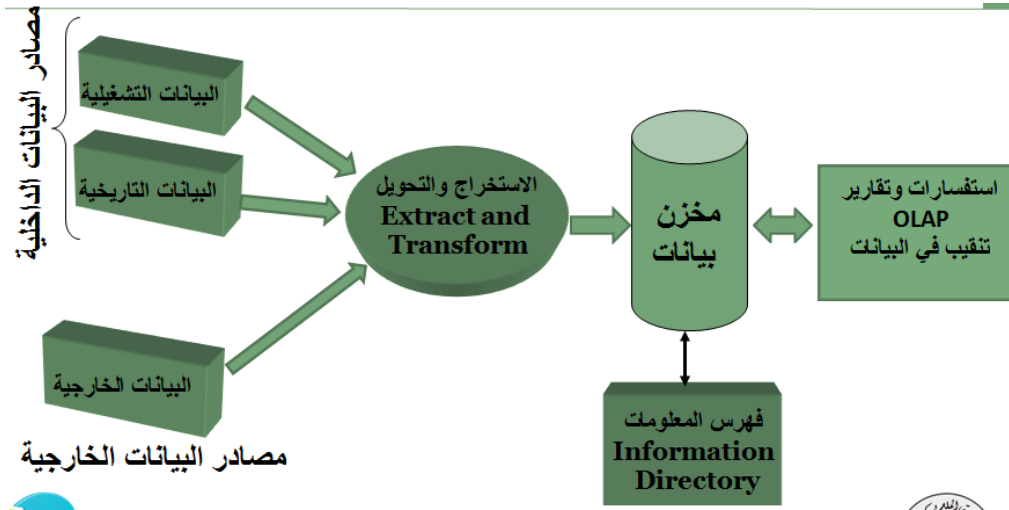 مصادر البيانات الداخلية
البيانات التشغيلية
البيانات التاريخية
البيانات الخارجية
مصادر البيانات الخارجية
الاستخراج والتحويل
Extract and
Transform
مخزن
بيانات
استفسارات وتقارير
OLAP
تنقيب في البيانات
فهرس المعلومات
Information
Directory